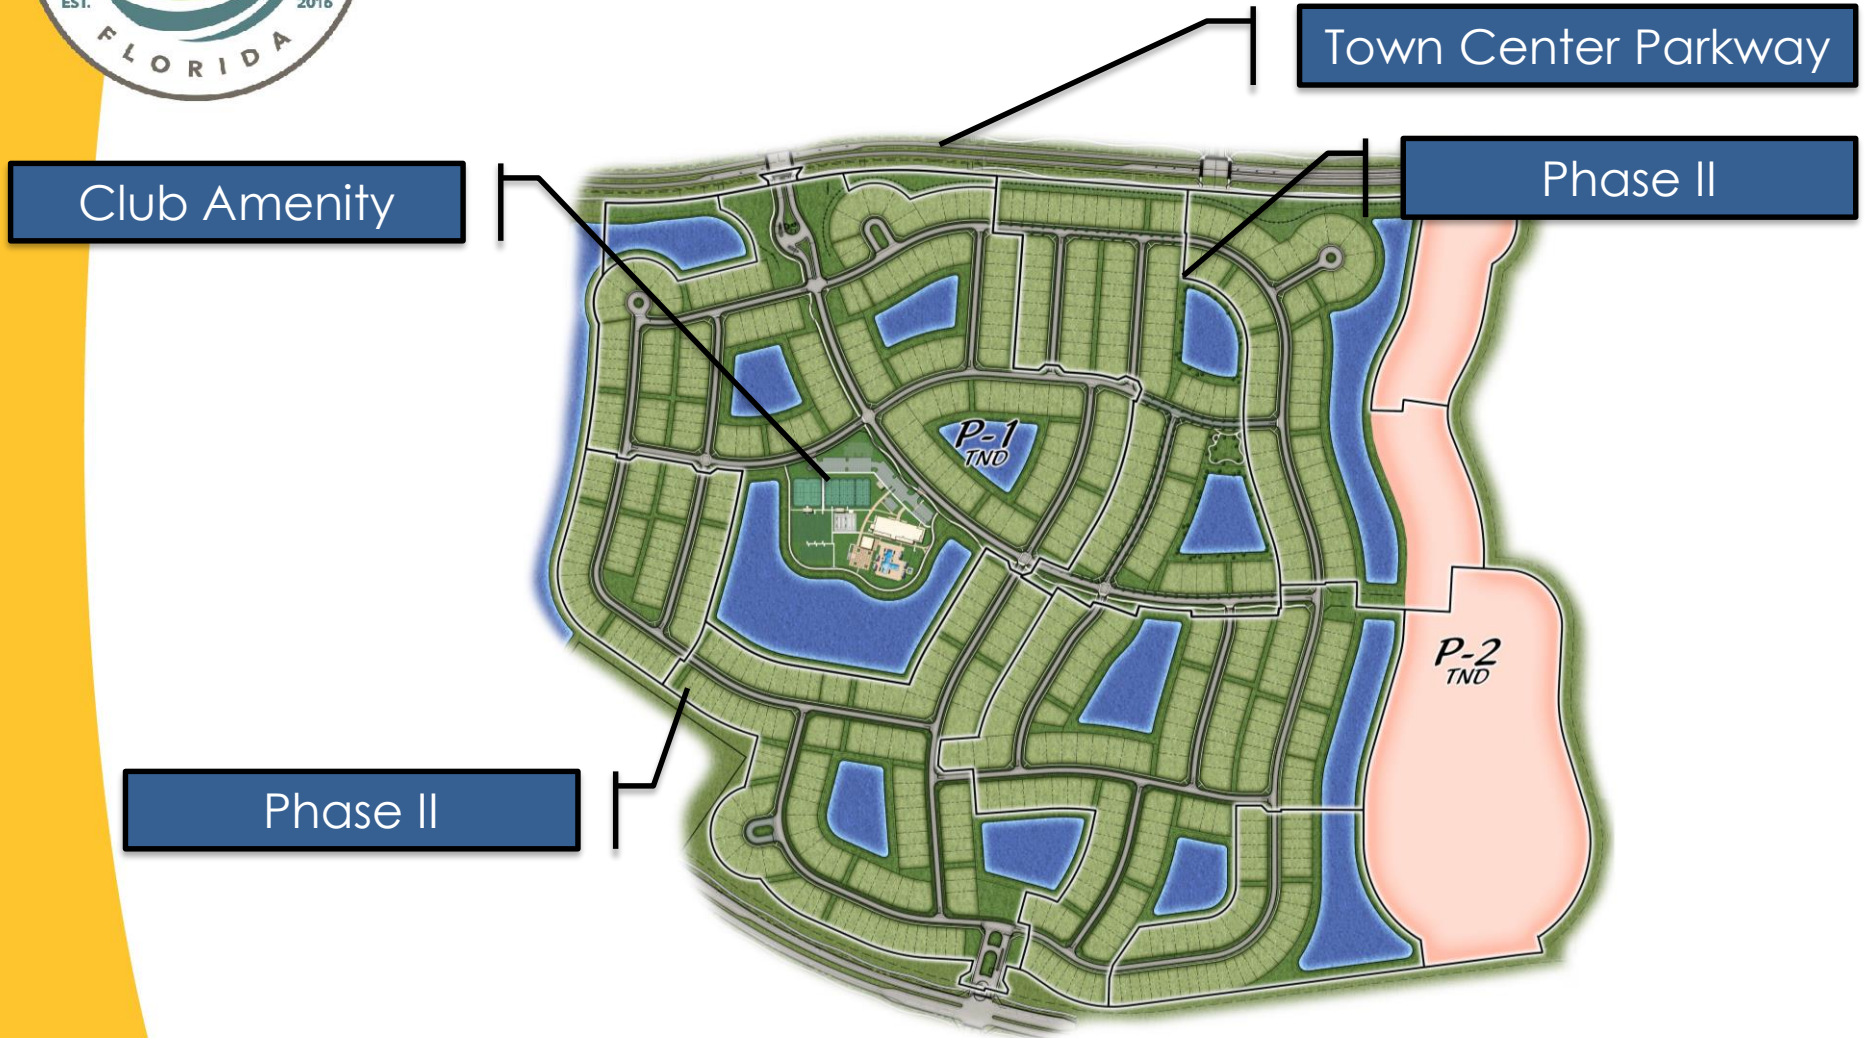 EST. 2016
FLORIDA
Town Center Parkway
Phase II
Club Amenity
P-1
TND
P-2
TND
Phase II